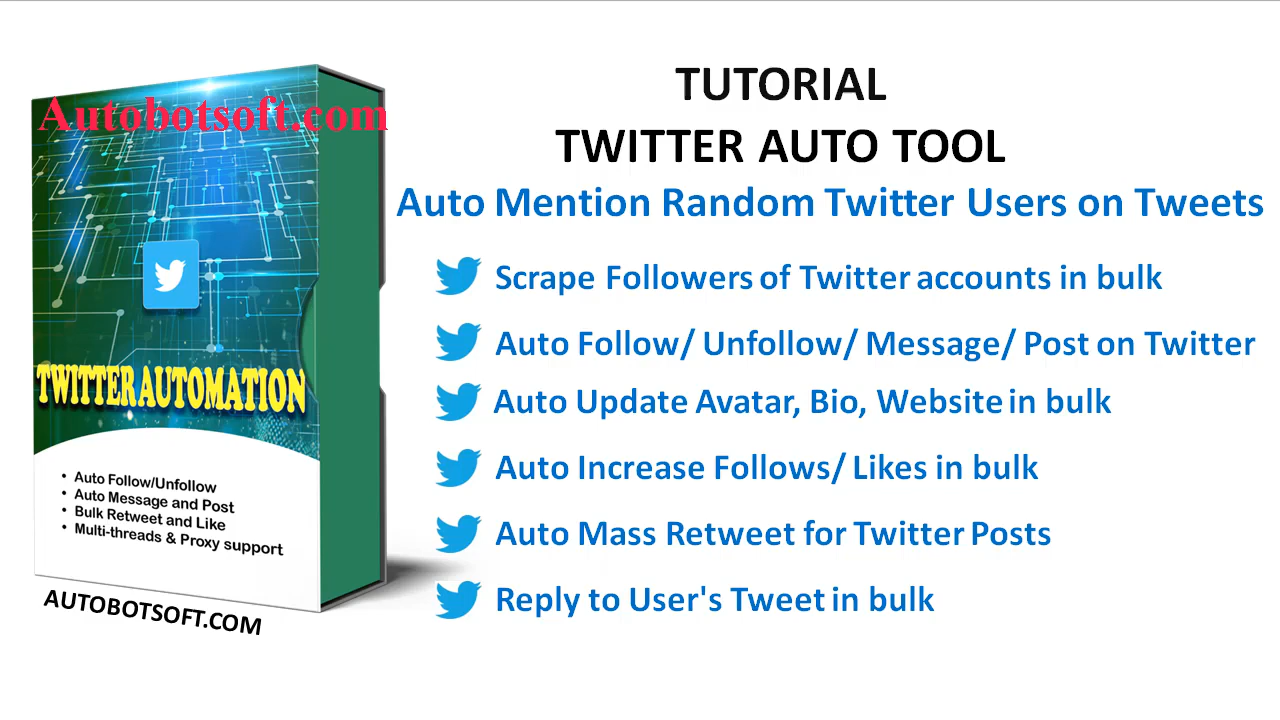 Autobotsoft.com
TWITTER AUTOMATION
• Auto Follow/Unfollow
• Auto Message and Post
• Bulk Retweet and Like
• Multi-threads & Proxy support
AUTOBOTSOFT.COM
TUTORIAL
TWITTER AUTO TOOL
Auto Mention Random Twitter Users on Tweets
Scrape Followers of Twitter accounts in bulk
Auto Follow/ Unfollow/ Message/ Post on Twitter
Auto Update Avatar, Bio, Website in bulk
Auto Increase Follows/ Likes in bulk
Auto Mass Retweet for Twitter Posts
Reply to User's Tweet in bulk